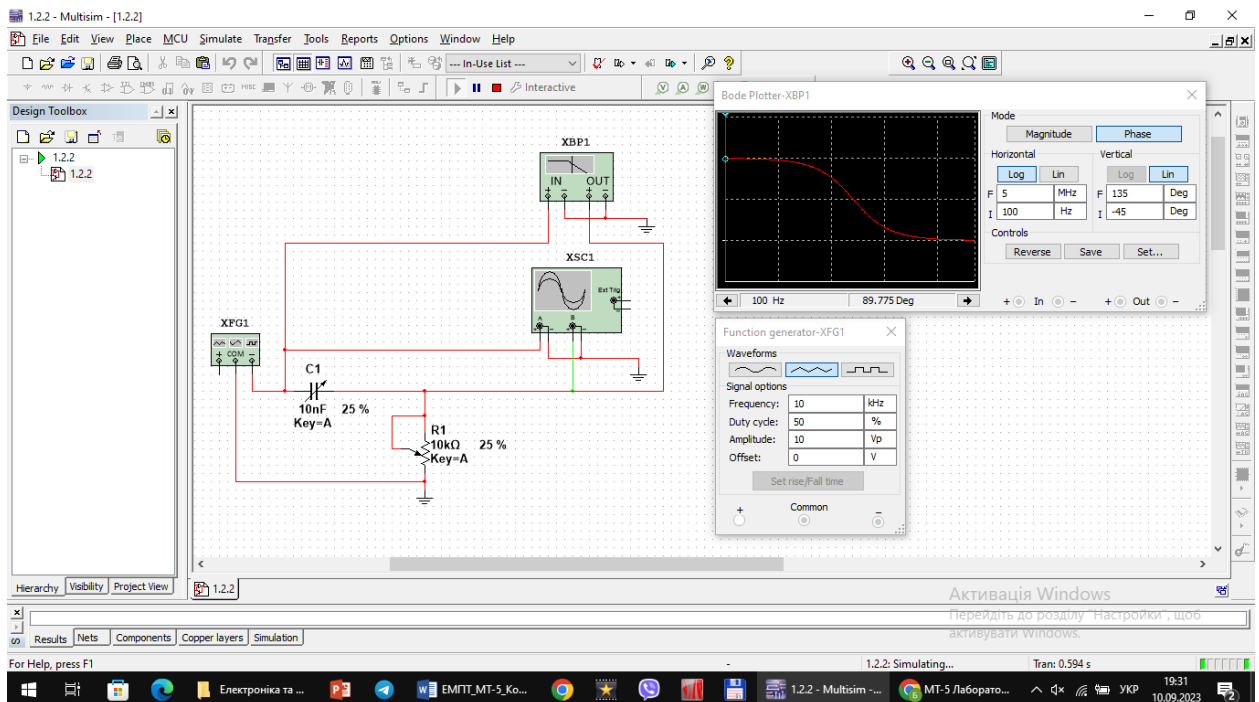 1.2.2 - Multisim - [1.2.2]
File Edit View Place MCU Simulate Transfer Tools Reports Options Window Help
--- In-Use List ---
Interactive
Design Toolbox
1.2.2
1.2.2
Hierarchy Visibility Project View
XBP1
IN OUT
XSC1
Ext Trig
A B
XFG1
COM
C1
10nF 25 %
Key=A
R1
10kΩ 25 %
Key=A
Bode Plotter-XBP1
Mode
Magnitude Phase
Horizontal Vertical
Log Lin Log Lin
F 5 MHz F 135 Deg
I 100 Hz I -45 Deg
Controls
Reverse Save Set...
100 Hz 89.775 Deg + In - + Out -
Function generator-XFG1
Waveforms
Signal options
Frequency: 10 kHz
Duty cycle: 50 %
Amplitude: 10 Vp
Offset: 0 V
Set rise/Fall time
+ Common -
1.2.2
Активація Windows
Перейдіть до розділу "Настройки", щоб
активувати Windows.
Results Nets Components Copper layers Simulation
For Help, press F1 - 1.2.2: Simulating... Tran: 0.594 s
Електроніка та ... ЕМПТ_МТ-5_Ко... 1.2.2 - Multisim -... МТ-5 Лаборато... УКР 19:31
10.09.2023